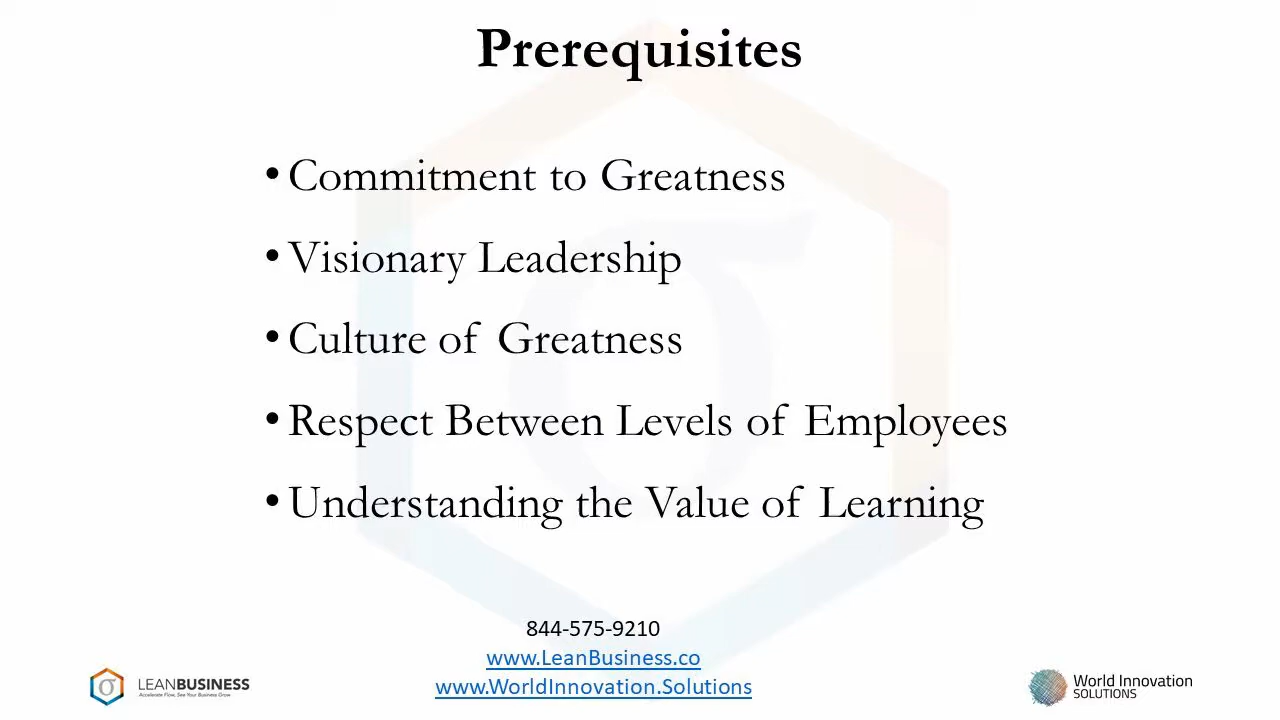 Prerequisites
• Commitment to Greatness
• Visionary Leadership
• Culture of Greatness
• Respect Between Levels of Employees
• Understanding the Value of Learning
844-575-9210
www.LeanBusiness.co
www.WorldInnovation.Solutions
σ LEANBUSINESS
Accelerate Flow, See Your Business Grow
World Innovation
SOLUTIONS